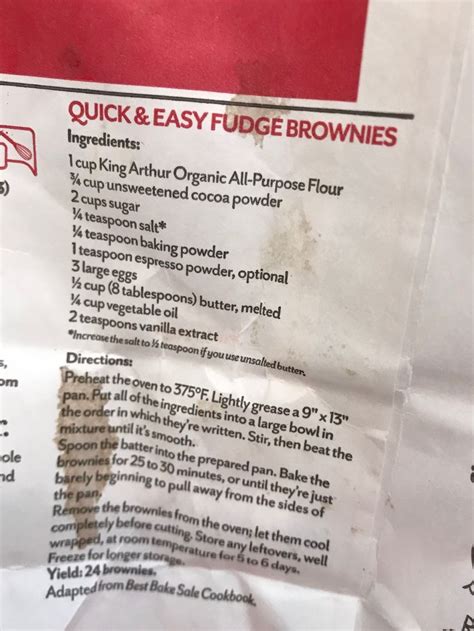 QUICK & EASY FUDGE BROWNIES
Ingredients:
1 cup King Arthur Organic All-Purpose Flour
¾ cup unsweetened cocoa powder
2 cups sugar
¼ teaspoon salt*
¼ teaspoon baking powder
1 teaspoon espresso powder, optional
3 large eggs
½ cup (8 tablespoons) butter, melted
¼ cup vegetable oil
2 teaspoons vanilla extract
*Increase the salt to ½ teaspoon if you use unsalted butter.
Directions:
Preheat the oven to 375°F. Lightly grease a 9" x 13"
pan. Put all of the ingredients into a large bowl in
the order in which they're written. Stir, then beat the
mixture until it's smooth.
Spoon the batter into the prepared pan. Bake the
brownies for 25 to 30 minutes, or until they're just
barely beginning to pull away from the sides of
the pan.
Remove the brownies from the oven; let them cool
completely before cutting. Store any leftovers, well
wrapped, at room temperature for 5 to 6 days.
Freeze for longer storage.
Yield: 24 brownies.
Adapted from Best Bake Sale Cookbook.